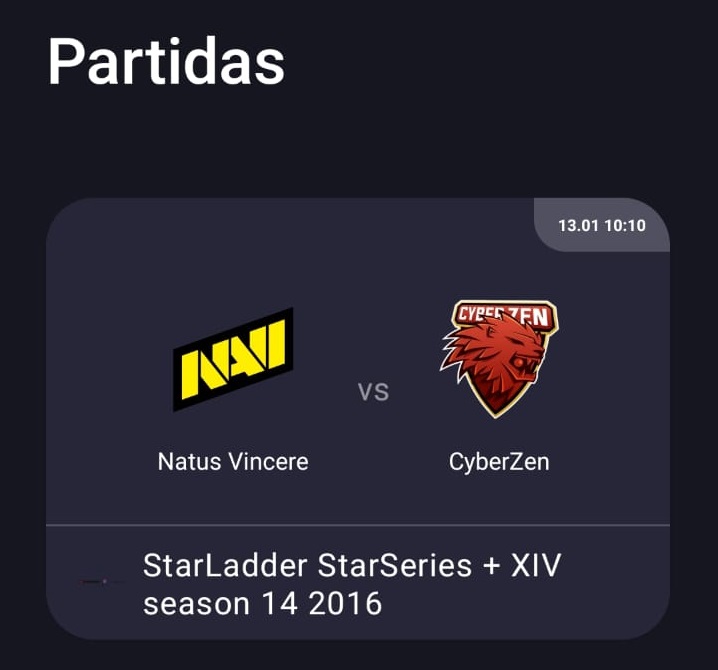 Partidas
13.01 10:10
NAVI
CYBERZEN
vs
Natus Vincere
CyberZen
StarLadder StarSeries + XIV
season 14 2016